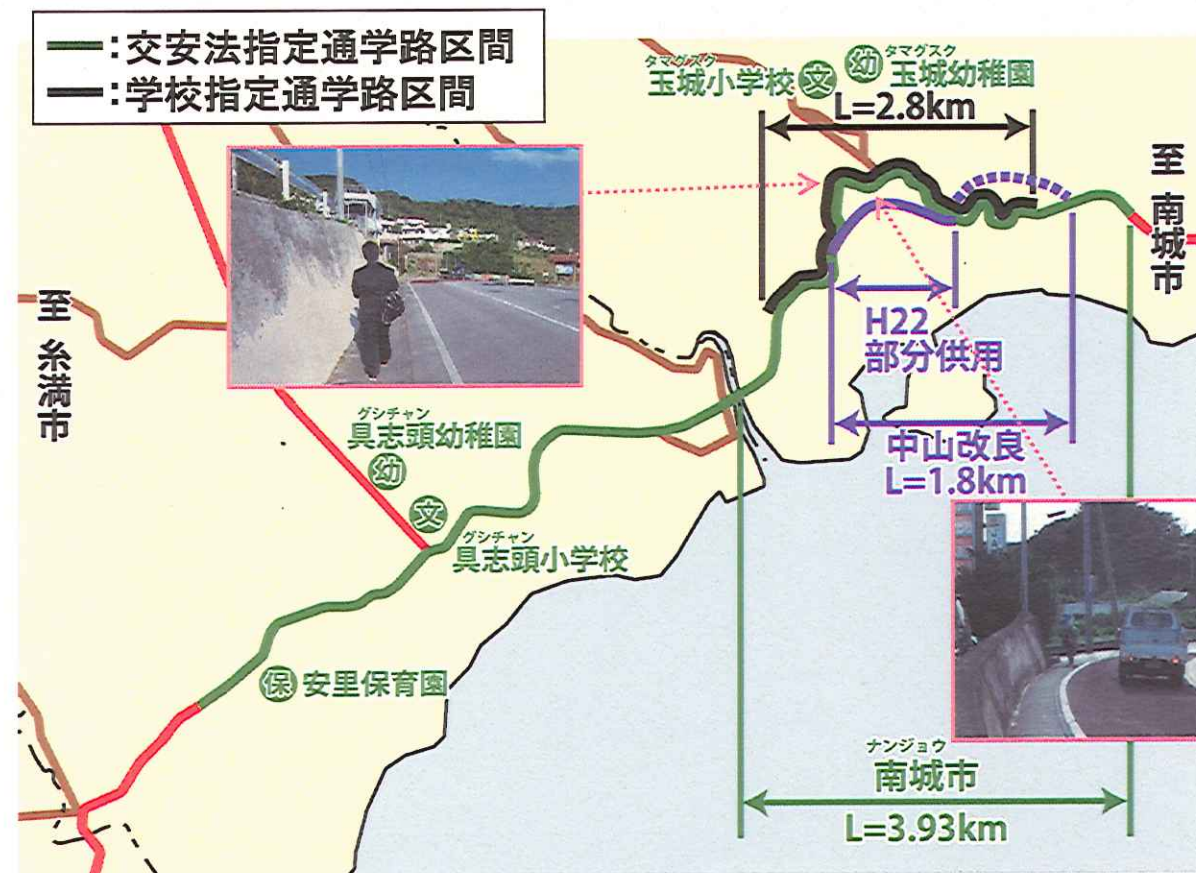 ：交安法指定通学路区間
：学校指定通学路区間
タマグスク
玉城小学校 文
タマグスク
幼 玉城幼稚園
L=2.8km
至 南城市
至 糸満市
H22
部分供用
中山改良
L=1.8km
グシチャン
具志頭幼稚園
幼
文
グシチャン
具志頭小学校
保 安里保育園
ナンジョウ
南城市
L=3.93km